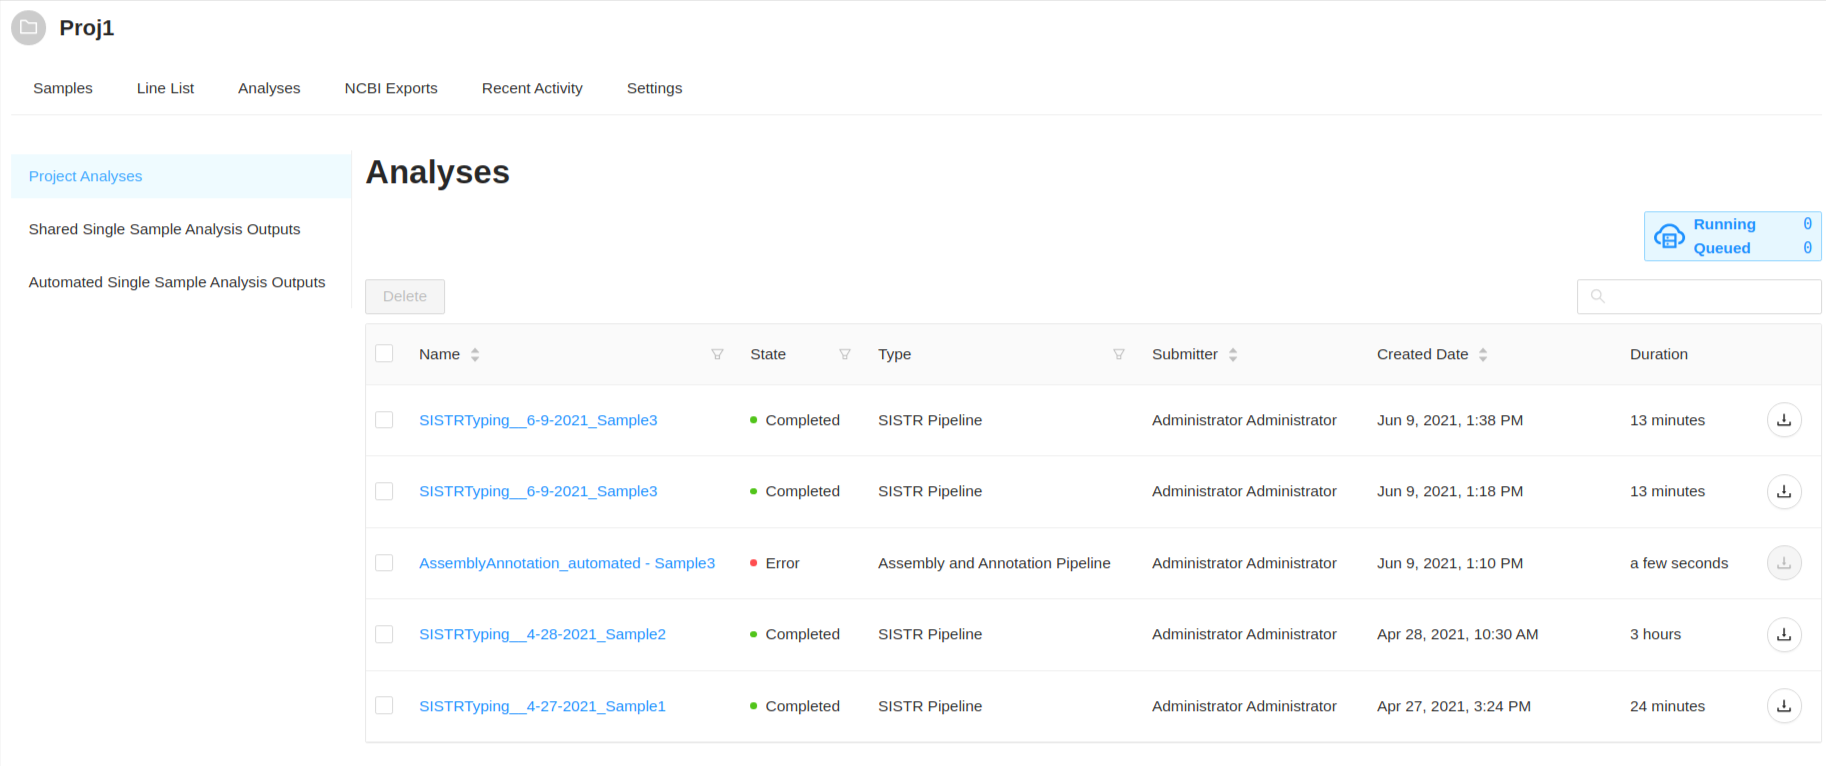 Proj1
Samples Line List Analyses NCBI Exports Recent Activity Settings
Project Analyses
Shared Single Sample Analysis Outputs
Automated Single Sample Analysis Outputs
Analyses
Running 0
Queued 0
Delete
Name State Type Submitter Created Date Duration
SISTRTyping__6-9-2021_Sample3 Completed SISTR Pipeline Administrator Administrator Jun 9, 2021, 1:38 PM 13 minutes
SISTRTyping__6-9-2021_Sample3 Completed SISTR Pipeline Administrator Administrator Jun 9, 2021, 1:18 PM 13 minutes
AssemblyAnnotation_automated - Sample3 Error Assembly and Annotation Pipeline Administrator Administrator Jun 9, 2021, 1:10 PM a few seconds
SISTRTyping__4-28-2021_Sample2 Completed SISTR Pipeline Administrator Administrator Apr 28, 2021, 10:30 AM 3 hours
SISTRTyping__4-27-2021_Sample1 Completed SISTR Pipeline Administrator Administrator Apr 27, 2021, 3:24 PM 24 minutes